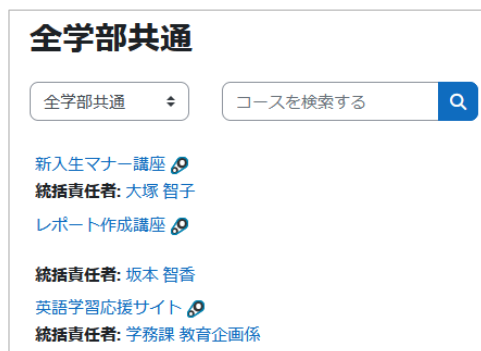 全学部共通
全学部共通 コースを検索する
新入生マナー講座
統括責任者: 大塚 智子
レポート作成講座
統括責任者: 坂本 智香
英語学習応援サイト
統括責任者: 学務課 教育企画係